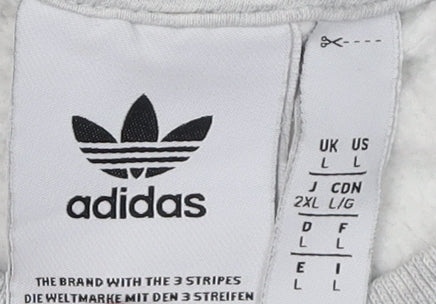 adidas
THE BRAND WITH THE 3 STRIPES
DIE WELTMARKE MIT DEN 3 STREIFEN
UK US
L L
J CDN
2XL L/G
D F
L L
E I
L L